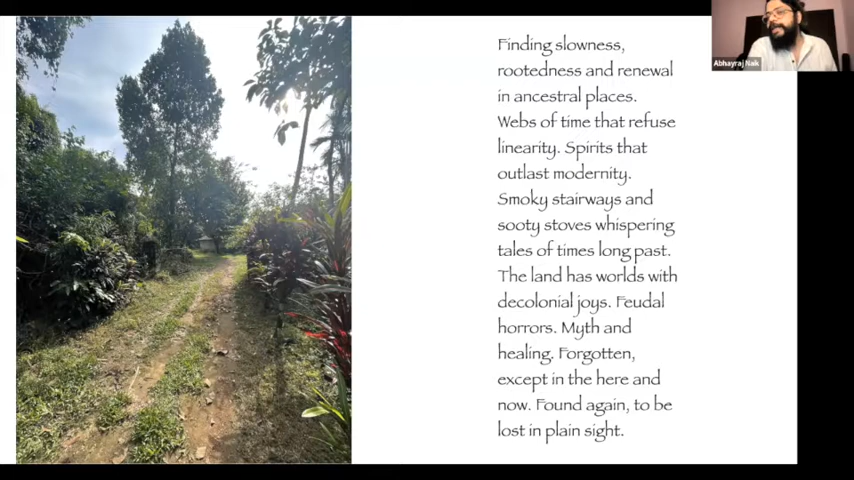 Finding slowness,
rootedness and renewal
in ancestral places.
Webs of time that refuse
linearity. Spirits that
outlast modernity.
Smoky stairways and
sooty stoves whispering
tales of times long past.
The land has worlds with
decolonial joys. Feudal
horrors. Myth and
healing. Forgotten,
except in the here and
now. Found again, to be
lost in plain sight.
Abhayraj Nak